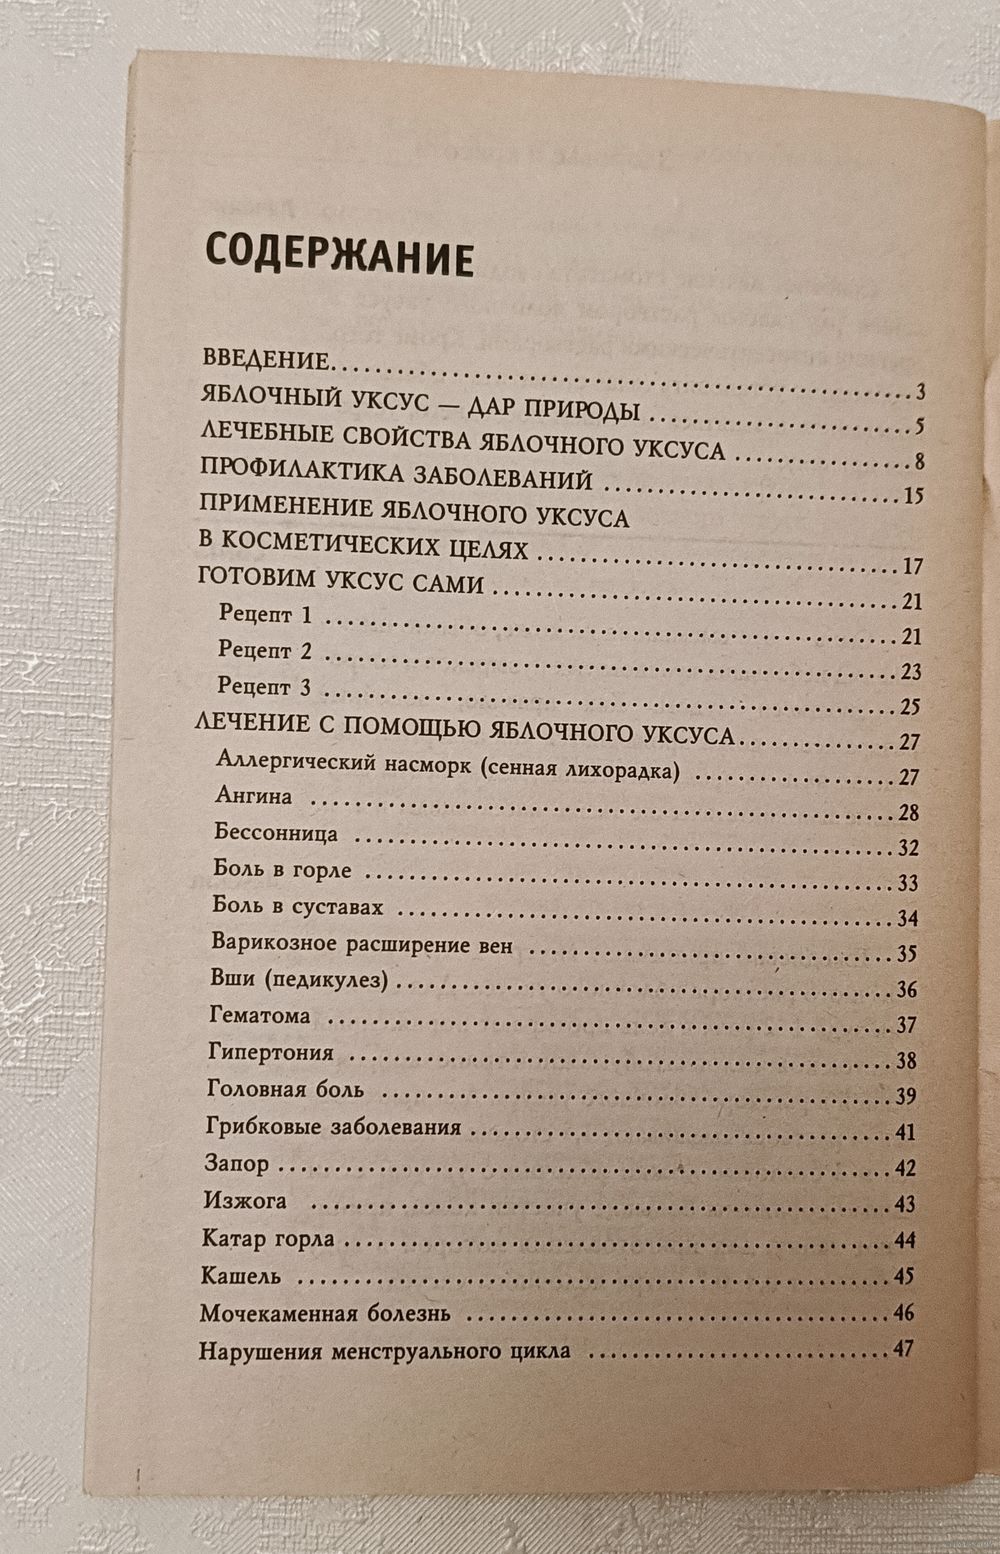 СОДЕРЖАНИЕ
ВВЕДЕНИЕ. . . . . . . . . . 3
ЯБЛОЧНЫЙ УКСУС — ДАР ПРИРОДЫ . . . . . . . . . . 5
ЛЕЧЕБНЫЕ СВОЙСТВА ЯБЛОЧНОГО УКСУСА . . . . . . . . . . 8
ПРОФИЛАКТИКА ЗАБОЛЕВАНИЙ . . . . . . . . . . 15
ПРИМЕНЕНИЕ ЯБЛОЧНОГО УКСУСА
В КОСМЕТИЧЕСКИХ ЦЕЛЯХ . . . . . . . . . . 17
ГОТОВИМ УКСУС САМИ . . . . . . . . . . 21
Рецепт 1 . . . . . . . . . . 21
Рецепт 2 . . . . . . . . . . 23
Рецепт 3 . . . . . . . . . . 25
ЛЕЧЕНИЕ С ПОМОЩЬЮ ЯБЛОЧНОГО УКСУСА. . . . . . . . . . 27
Аллергический насморк (сенная лихорадка) . . . . . . . . . . 27
Ангина . . . . . . . . . . 28
Бессонница . . . . . . . . . . 32
Боль в горле . . . . . . . . . . 33
Боль в суставах . . . . . . . . . . 34
Варикозное расширение вен . . . . . . . . . . 35
Вши (педикулез) . . . . . . . . . . 36
Гематома . . . . . . . . . . 37
Гипертония . . . . . . . . . . 38
Головная боль . . . . . . . . . . 39
Грибковые заболевания . . . . . . . . . . 41
Запор . . . . . . . . . . 42
Изжога . . . . . . . . . . 43
Катар горла . . . . . . . . . . 44
Кашель . . . . . . . . . . 45
Мочекаменная болезнь . . . . . . . . . . 46
Нарушения менструального цикла . . . . . . . . . . 47